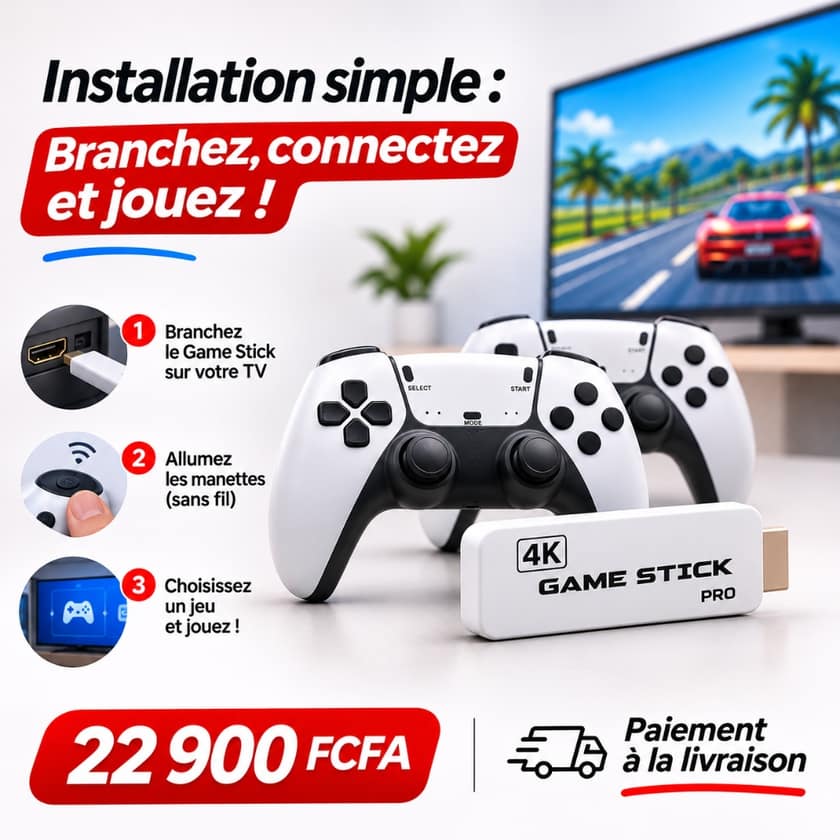 Installation simple :
Branchez, connectez
et jouez !
1
Branchez
le Game Stick
sur votre TV
2
Allumez
les manettes
(sans fil)
3
Choisissez
un jeu
et jouez !
SELECT
START
MODE
START
4K
GAME STICK
PRO
22 900 FCFA
Paiement
à la livraison